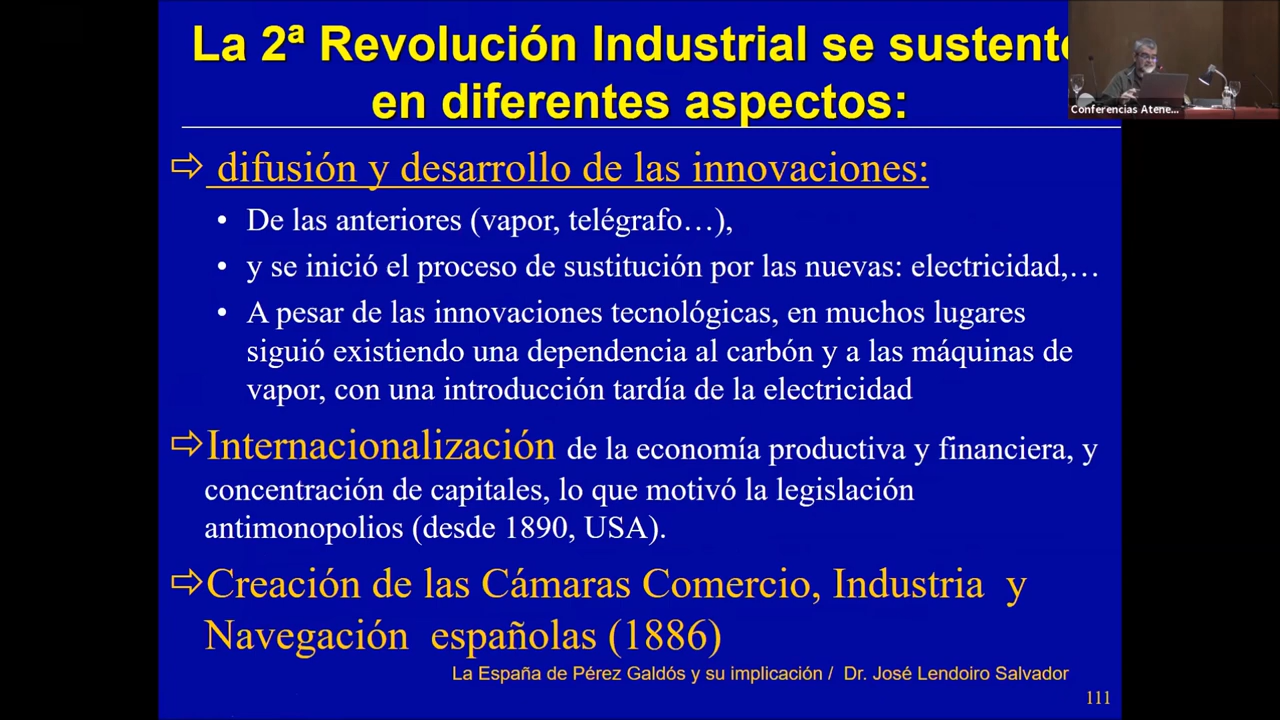 La 2ª Revolución Industrial se sustent
en diferentes aspectos:
⇨ difusión y desarrollo de las innovaciones:
• De las anteriores (vapor, telégrafo…),
• y se inició el proceso de sustitución por las nuevas: electricidad,…
• A pesar de las innovaciones tecnológicas, en muchos lugares
siguió existiendo una dependencia al carbón y a las máquinas de
vapor, con una introducción tardía de la electricidad
⇨Internacionalización de la economía productiva y financiera, y
concentración de capitales, lo que motivó la legislación
antimonopolios (desde 1890, USA).
⇨Creación de las Cámaras Comercio, Industria y
Navegación españolas (1886)
La España de Pérez Galdós y su implicación / Dr. José Lendoiro Salvador
111
Conferencias Atene...